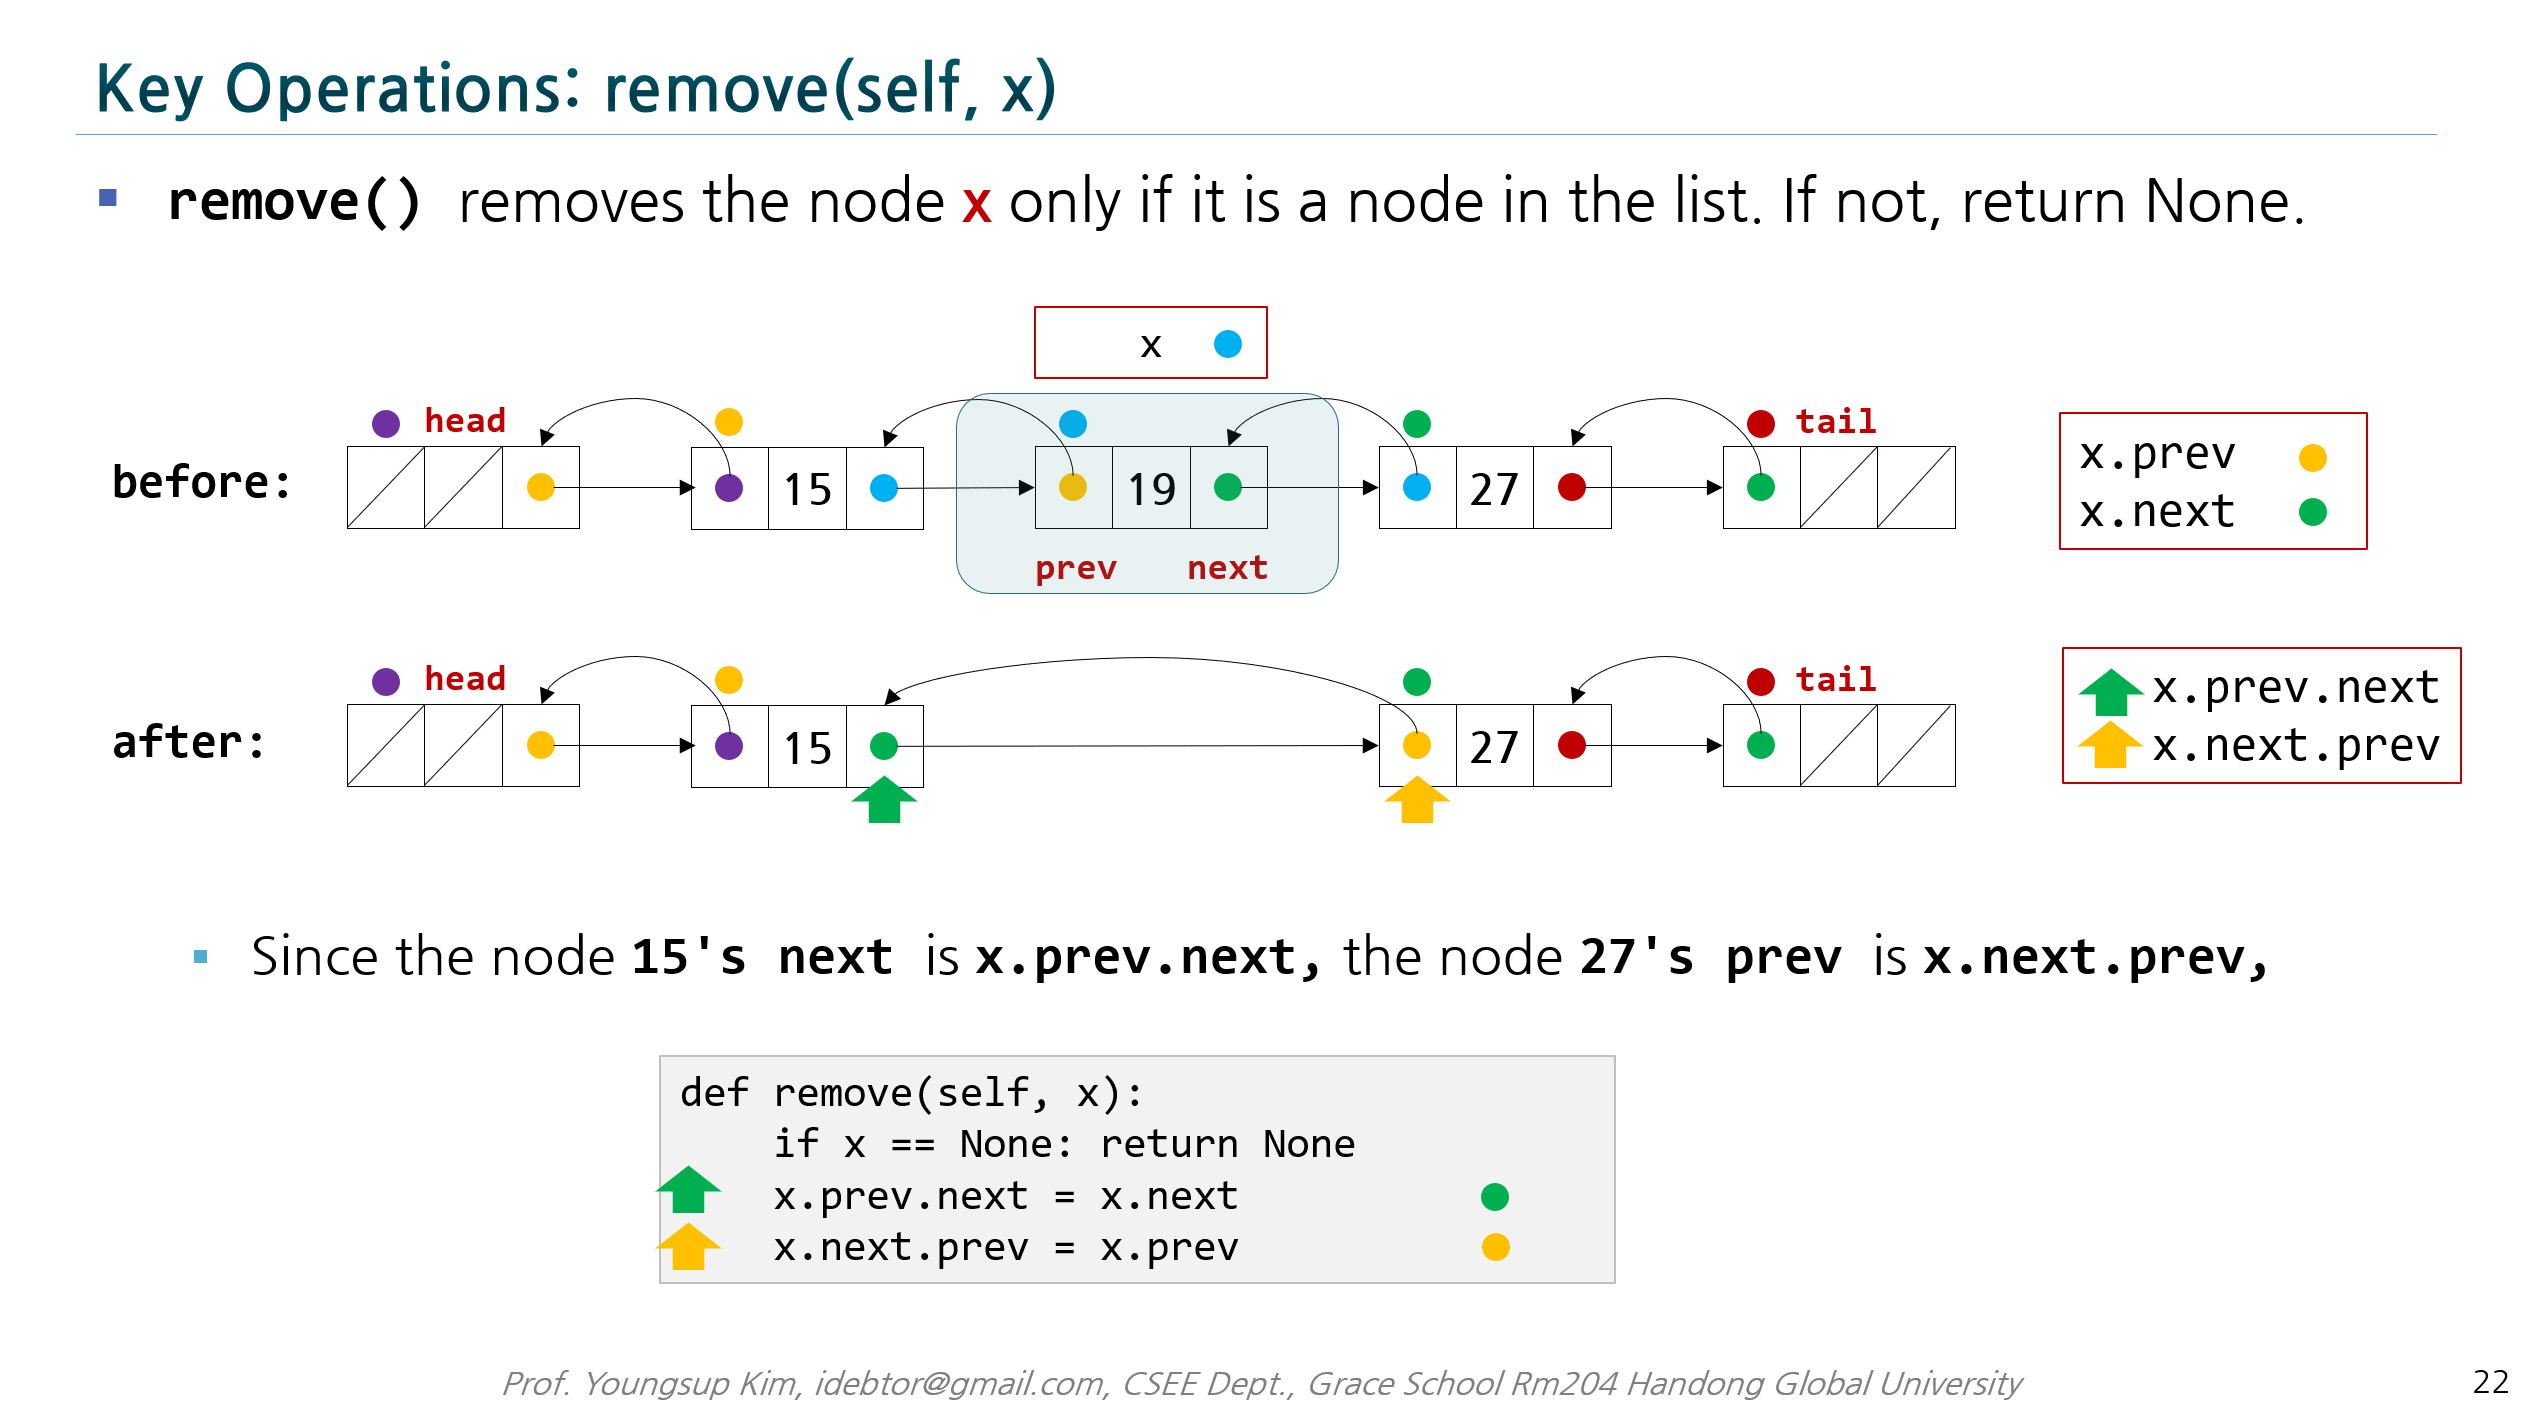 Key Operations: remove(self, x)
remove() removes the node x only if it is a node in the list. If not, return None.
x
head
tail
before:
15
19
27
x.prev
x.next
prev
next
head
tail
after:
15
27
x.prev.next
x.next.prev
Since the node 15's next is x.prev.next, the node 27's prev is x.next.prev,
def remove(self, x):
    if x == None: return None
    x.prev.next = x.next
    x.next.prev = x.prev
Prof. Youngsup Kim, idebtor@gmail.com, CSEE Dept., Grace School Rm204 Handong Global University
22